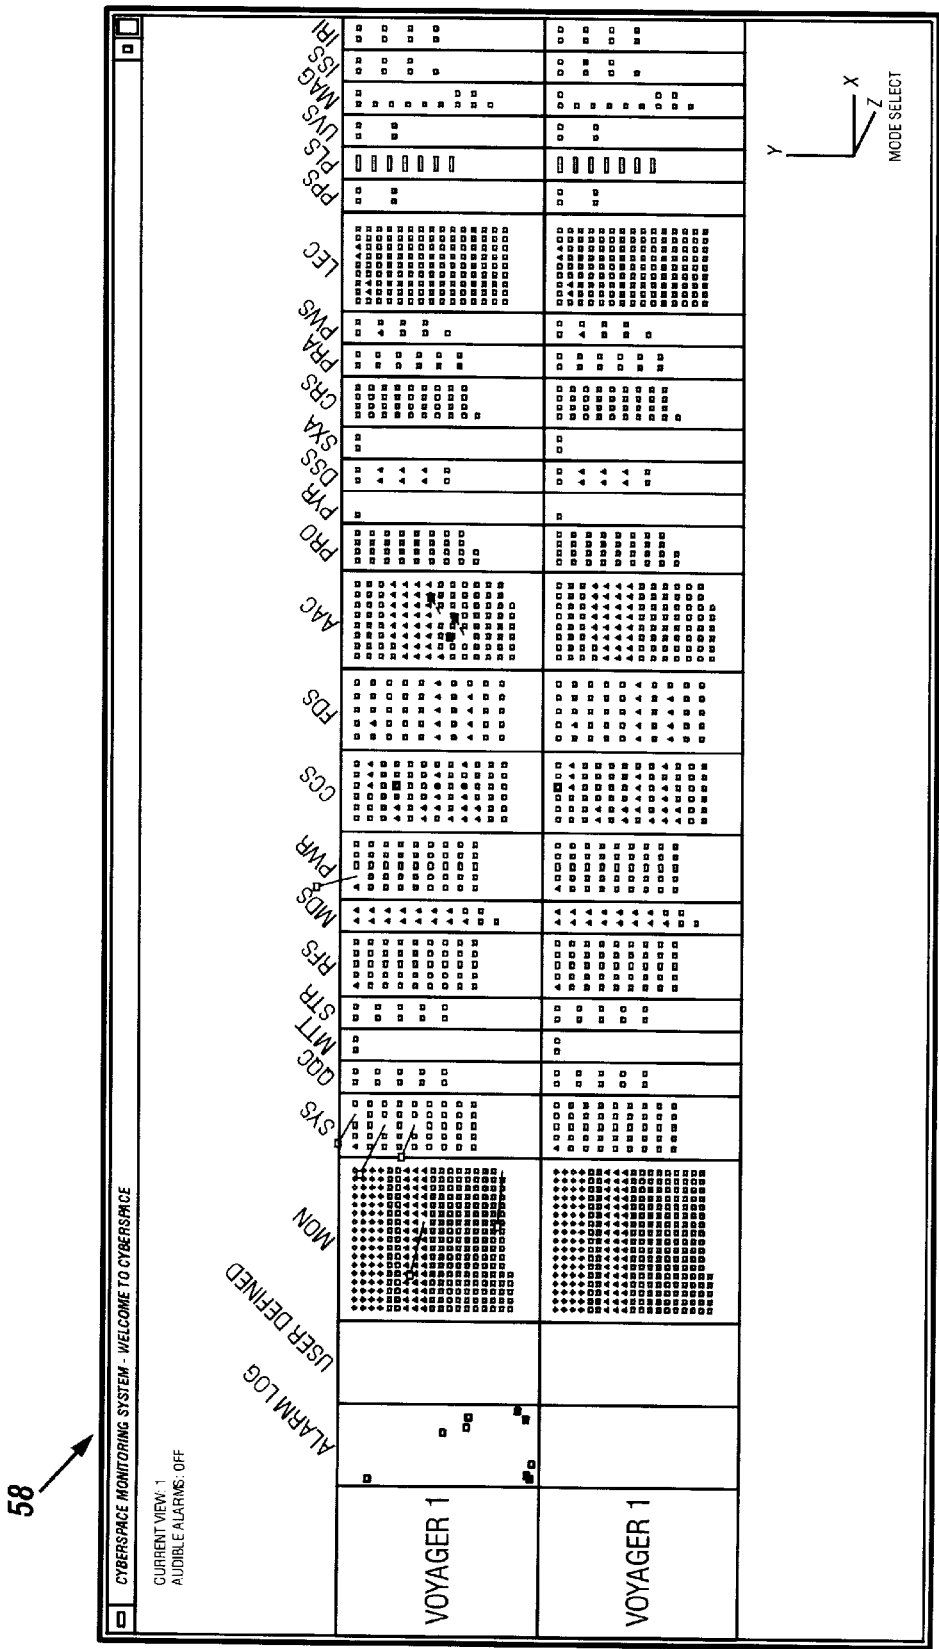 58
CYBERSPACE MONITORING SYSTEM - WELCOME TO CYBERSPACE
CURRENT VIEW: 1
AUDIBLE ALARMS: OFF
ALARM LOG
USER DEFINED
MON
SYS
QQC
MTT
STR
RFS
MDS
PWR
CCS
FDS
AAC
PRO
PYR
DSS
SXA
CRS
PRA
PWS
LEC
PPS
PLS
UVS
MAG
ISS
IRI
VOYAGER 1
VOYAGER 1
Y
X
Z
MODE SELECT